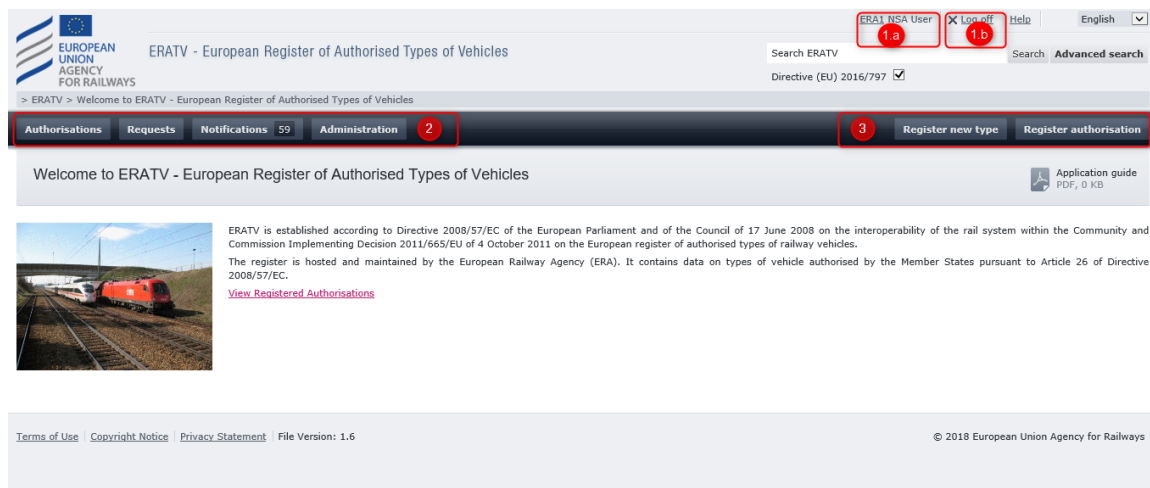 ERA1 NSA User Log off Help English
1.a 1.b
EUROPEAN
UNION
AGENCY
FOR RAILWAYS
ERATV - European Register of Authorised Types of Vehicles
Search ERATV Search Advanced search
Directive (EU) 2016/797
> ERATV > Welcome to ERATV - European Register of Authorised Types of Vehicles
Authorisations Requests Notifications 59 Administration 2 3 Register new type Register authorisation
Welcome to ERATV - European Register of Authorised Types of Vehicles
Application guide
PDF, 0 KB
ERATV is established according to Directive 2008/57/EC of the European Parliament and of the Council of 17 June 2008 on the interoperability of the rail system within the Community and
Commission Implementing Decision 2011/665/EU of 4 October 2011 on the European register of authorised types of railway vehicles.
The register is hosted and maintained by the European Railway Agency (ERA). It contains data on types of vehicle authorised by the Member States pursuant to Article 26 of Directive
2008/57/EC.
View Registered Authorisations
Terms of Use Copyright Notice Privacy Statement File Version: 1.6
© 2018 European Union Agency for Railways